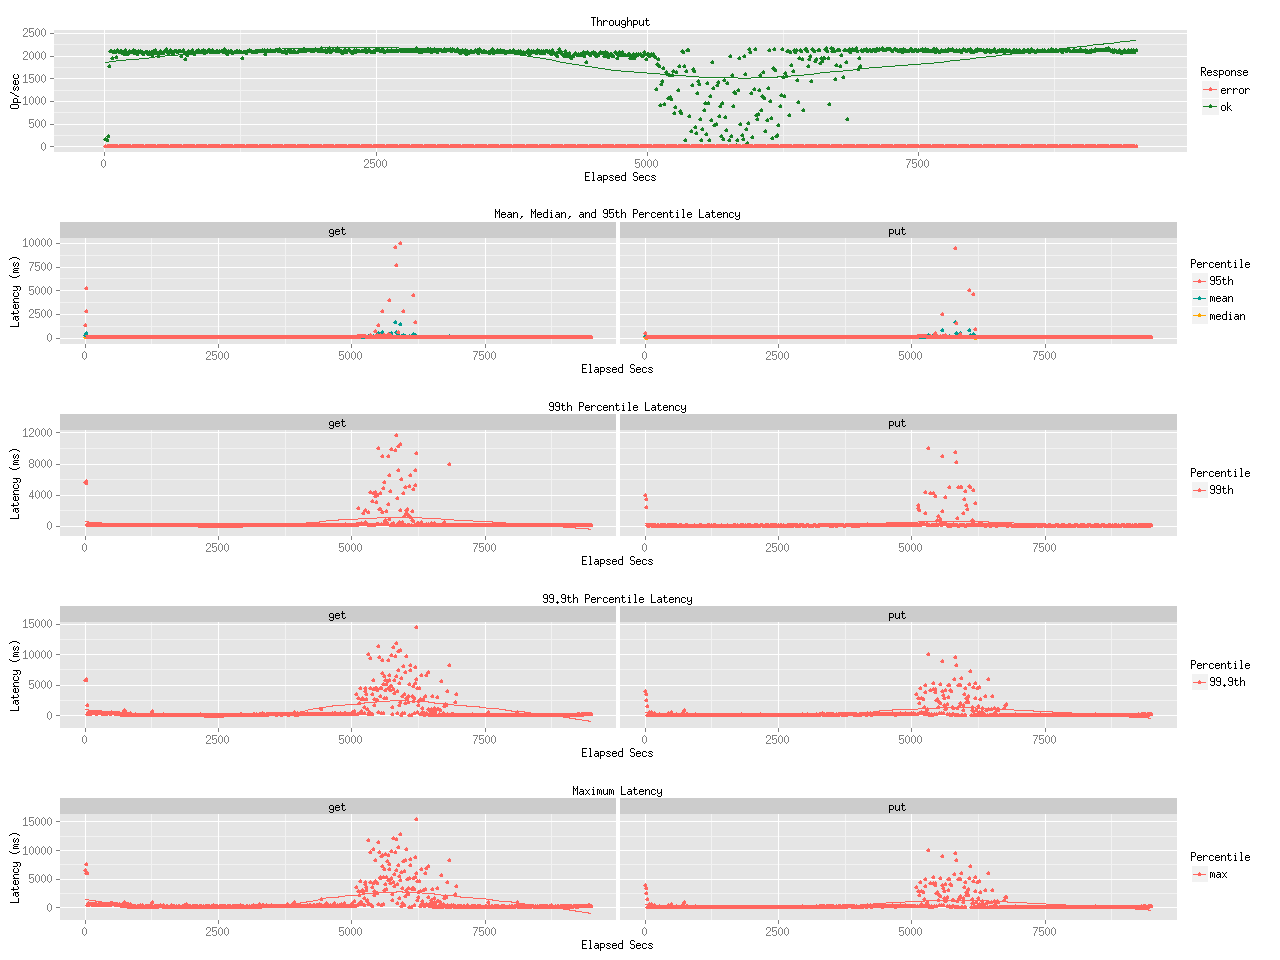 Throughput
2500
2000
1500
1000
500
0
Op/sec
0 2500 5000 7500
Elapsed Secs
Response
error
ok
Mean, Median, and 95th Percentile Latency
get put
10000
7500
5000
2500
0
Latency (ms)
0 2500 5000 7500 0 2500 5000 7500
Elapsed Secs
Percentile
95th
mean
median
99th Percentile Latency
get put
12000
8000
4000
0
Latency (ms)
0 2500 5000 7500 0 2500 5000 7500
Elapsed Secs
Percentile
99th
99.9th Percentile Latency
get put
15000
10000
5000
0
Latency (ms)
0 2500 5000 7500 0 2500 5000 7500
Elapsed Secs
Percentile
99.9th
Maximum Latency
get put
15000
10000
5000
0
Latency (ms)
0 2500 5000 7500 0 2500 5000 7500
Elapsed Secs
Percentile
max